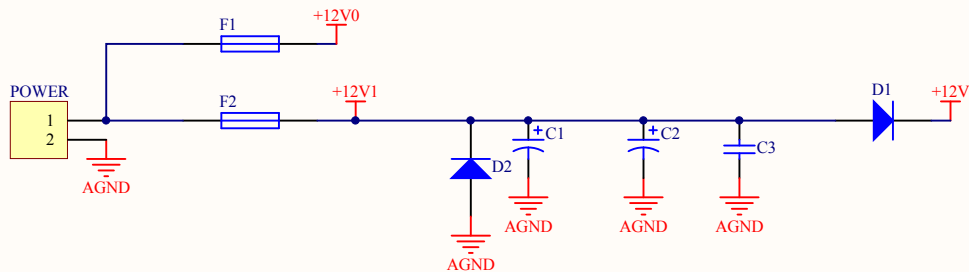 +12V0
F1
POWER
F2
+12V1
D1
+12V
1
2
C1
C2
C3
D2
AGND
AGND
AGND
AGND
AGND